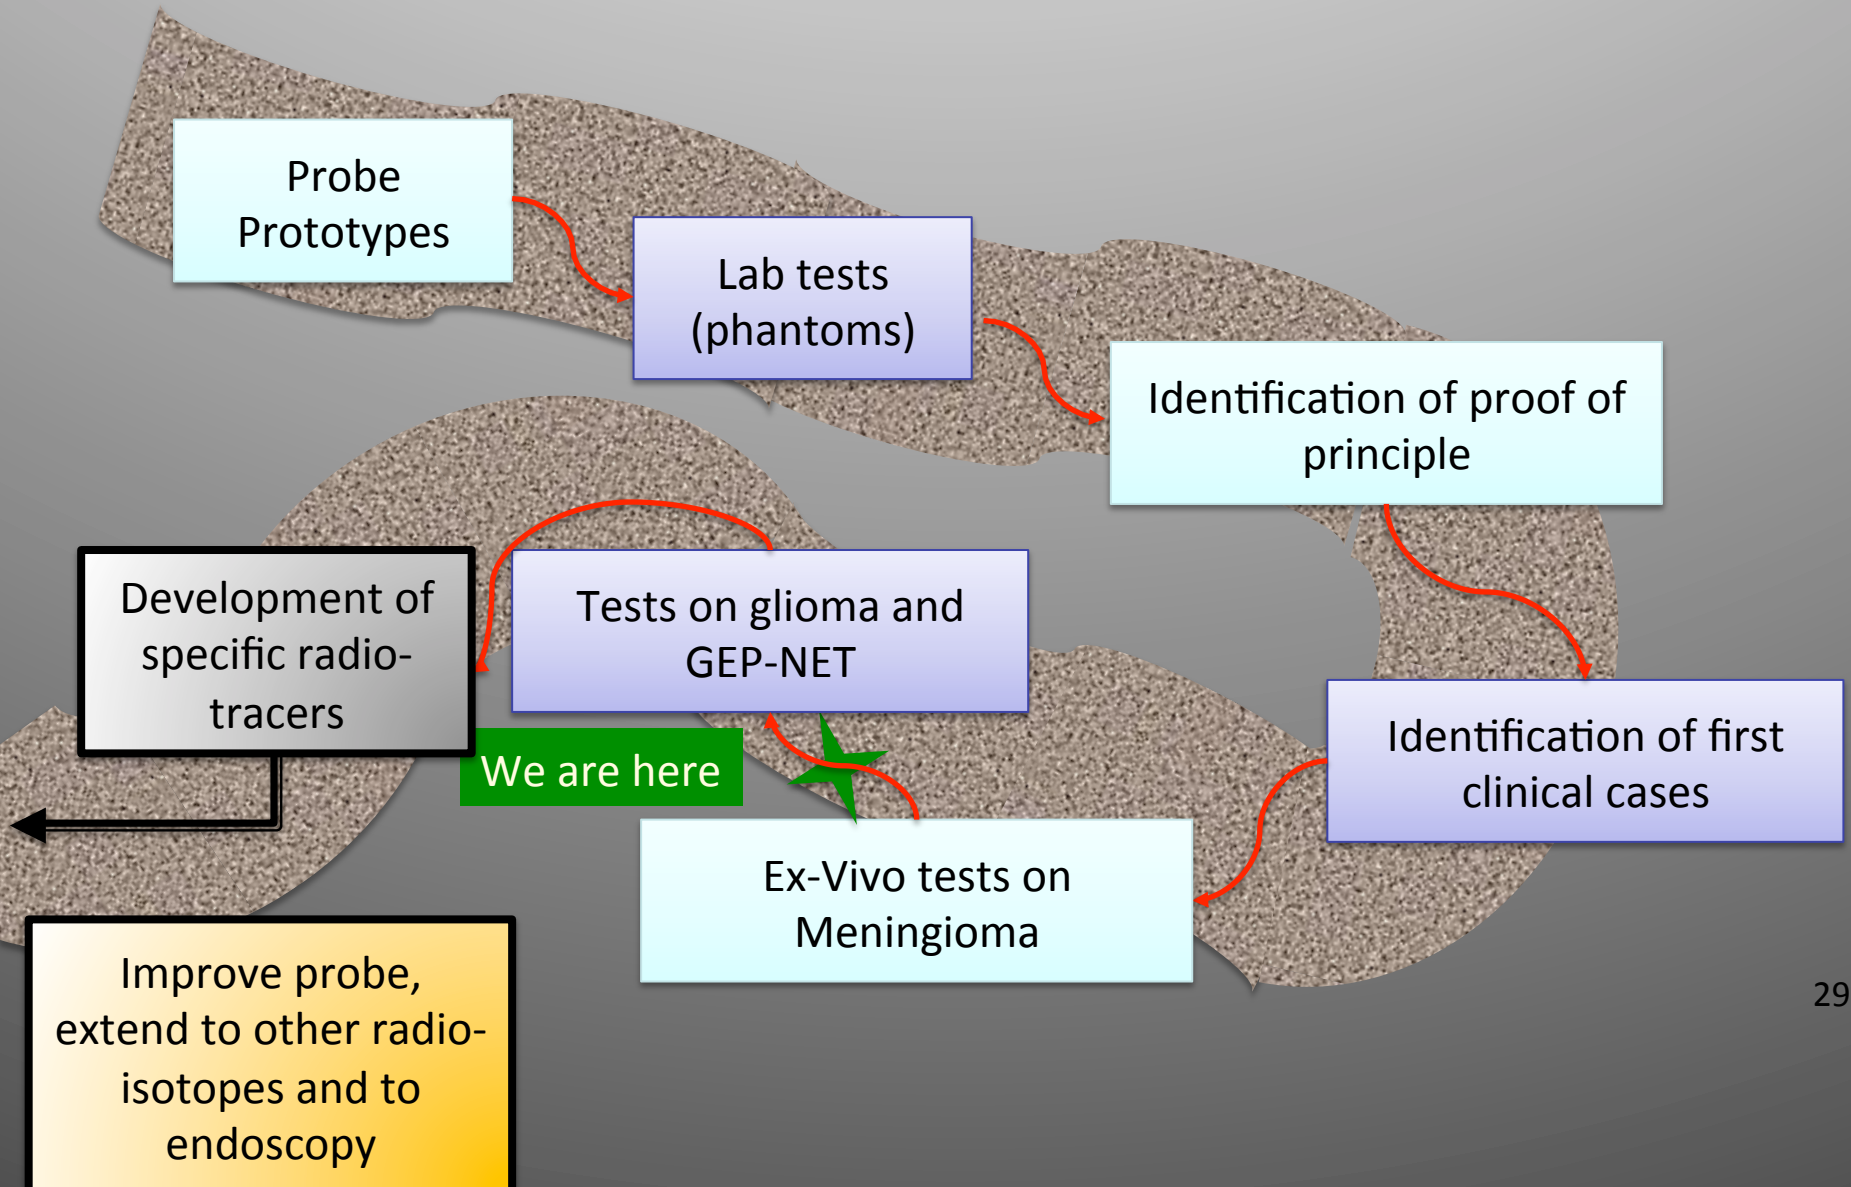 Probe
Prototypes
Lab tests
(phantoms)
Identification of proof of
principle
Identification of first
clinical cases
Ex-Vivo tests on
Meningioma
We are here
Tests on glioma and
GEP-NET
Development of
specific radio-
tracers
Improve probe,
extend to other radio-
isotopes and to
endoscopy
29